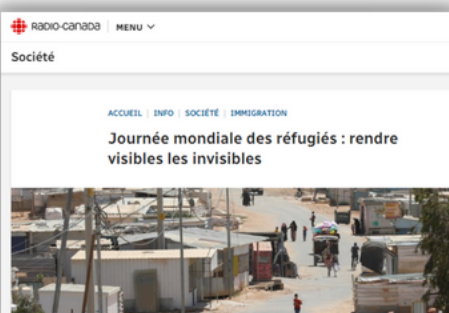 RADIO-CANADA MENU
Société
ACCUEIL | INFO | SOCIÉTÉ | IMMIGRATION
Journée mondiale des réfugiés : rendre
visibles les invisibles